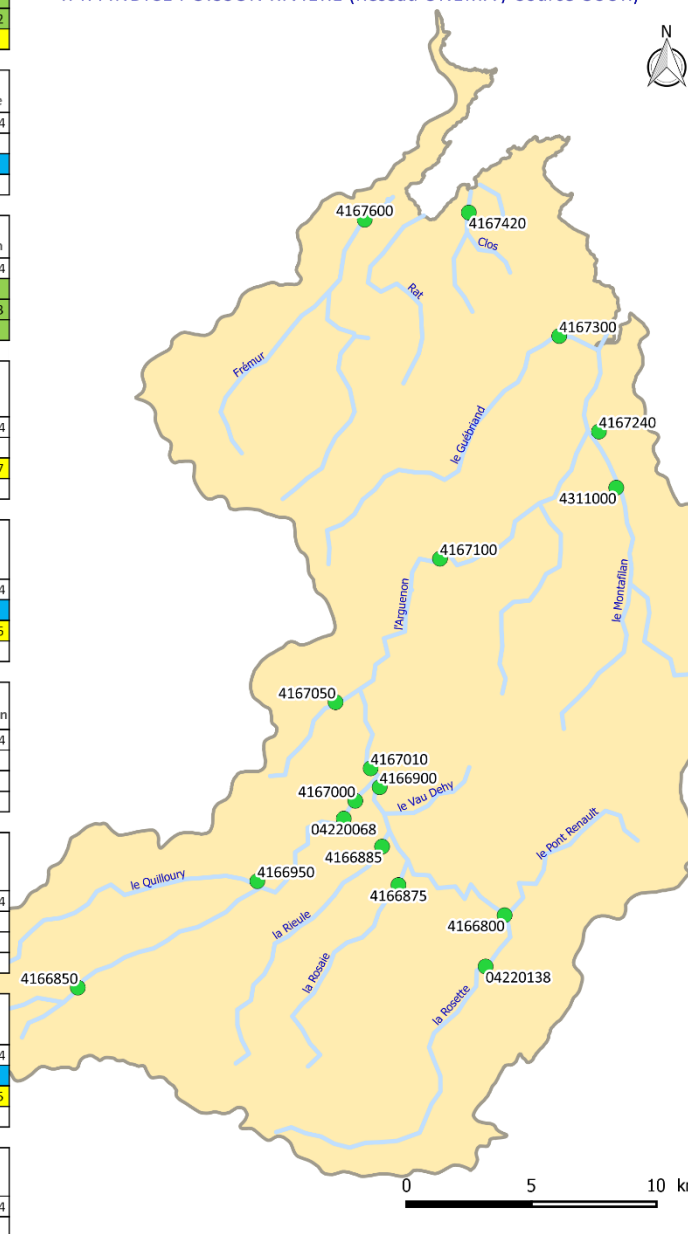 N
4167600
4167420
Clos
Rat
4167300
Frémur
le Guébriand
4167240
4311000
4167100
l'Arguenon
le Montafilan
4167050
4167010
4166900
4167000
le Vau Dehy
04220068
le Pont Renault
4166885
4166950
le Quilloury
4166875
la Rieule
4166800
la Rosaie
4166850
04220138
la Rosette
0 5 10